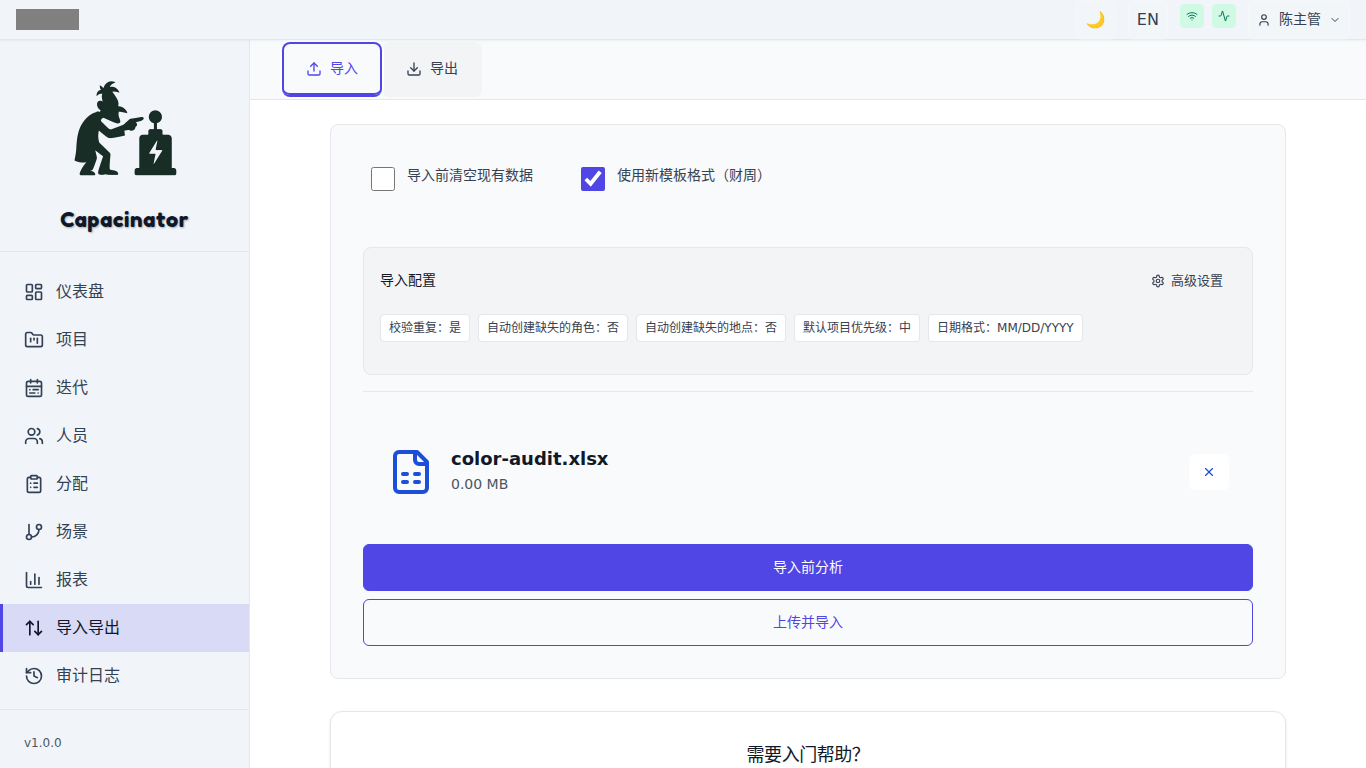 EN
陈主管
Capacinator
仪表盘
项目
迭代
人员
分配
场景
报表
导入导出
审计日志
v1.0.0
导入
导出
导入前清空现有数据
使用新模板格式（财周）
导入配置
高级设置
校验重复：是
自动创建缺失的角色：否
自动创建缺失的地点：否
默认项目优先级：中
日期格式：MM/DD/YYYY
color-audit.xlsx
0.00 MB
导入前分析
上传并导入
需要入门帮助?